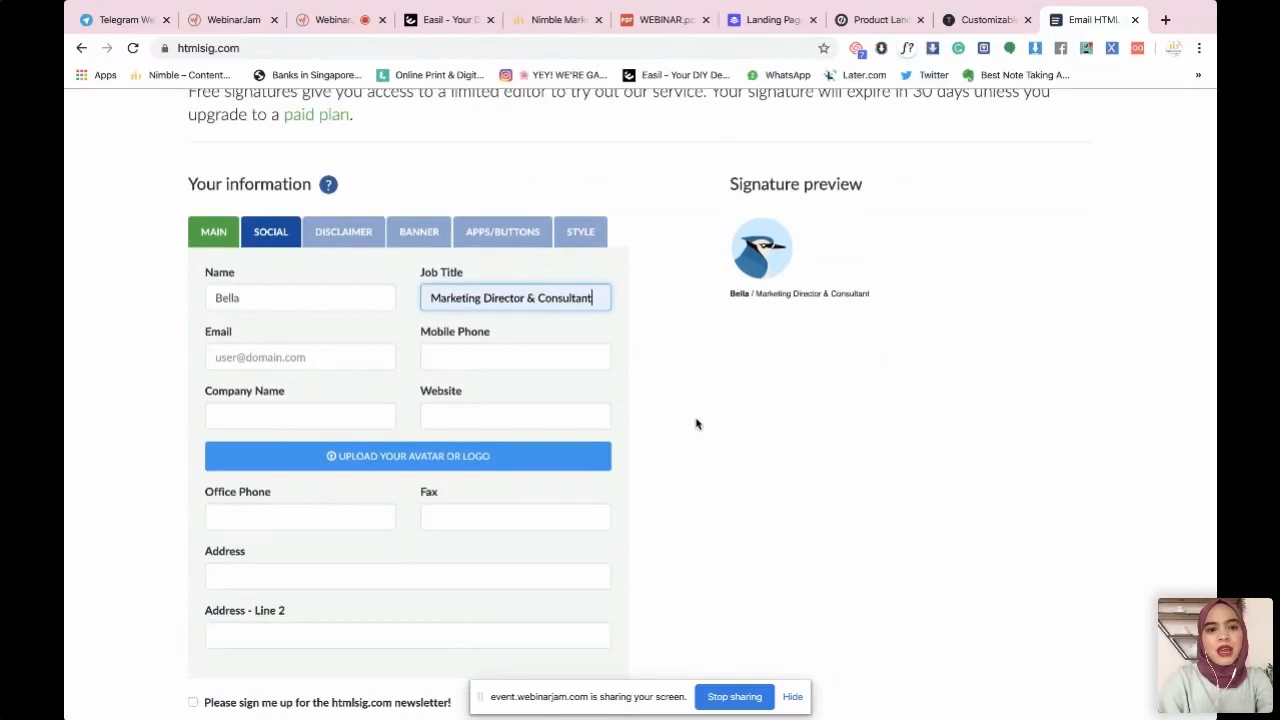 Telegram We
WebinarJam
Webinar.
Easil - Your D
Nimble Mark
WEBINAR.pd
Landing Page
Product Lan
Customizabl
Email HTML
htmlsig.com
Apps
Nimble – Content...
Banks in Singapore...
Online Print & Digit...
YEY! WE'RE GA...
Easil - Your DIY De...
WhatsApp
Later.com
Twitter
Best Note Taking A...
»
Free signatures give you access to a limited editor to try out our service. Your signature will expire in 30 days unless you
upgrade to a paid plan.
Your information ?
Signature preview
MAIN
SOCIAL
DISCLAIMER
BANNER
APPS/BUTTONS
STYLE
Name
Job Title
Bella
Marketing Director & Consultant
Bella / Marketing Director & Consultant
Email
Mobile Phone
user@domain.com
Company Name
Website
UPLOAD YOUR AVATAR OR LOGO
Office Phone
Fax
Address
Address - Line 2
Please sign me up for the htmlsig.com newsletter!
event.webinarjam.com is sharing your screen.
Stop sharing
Hide